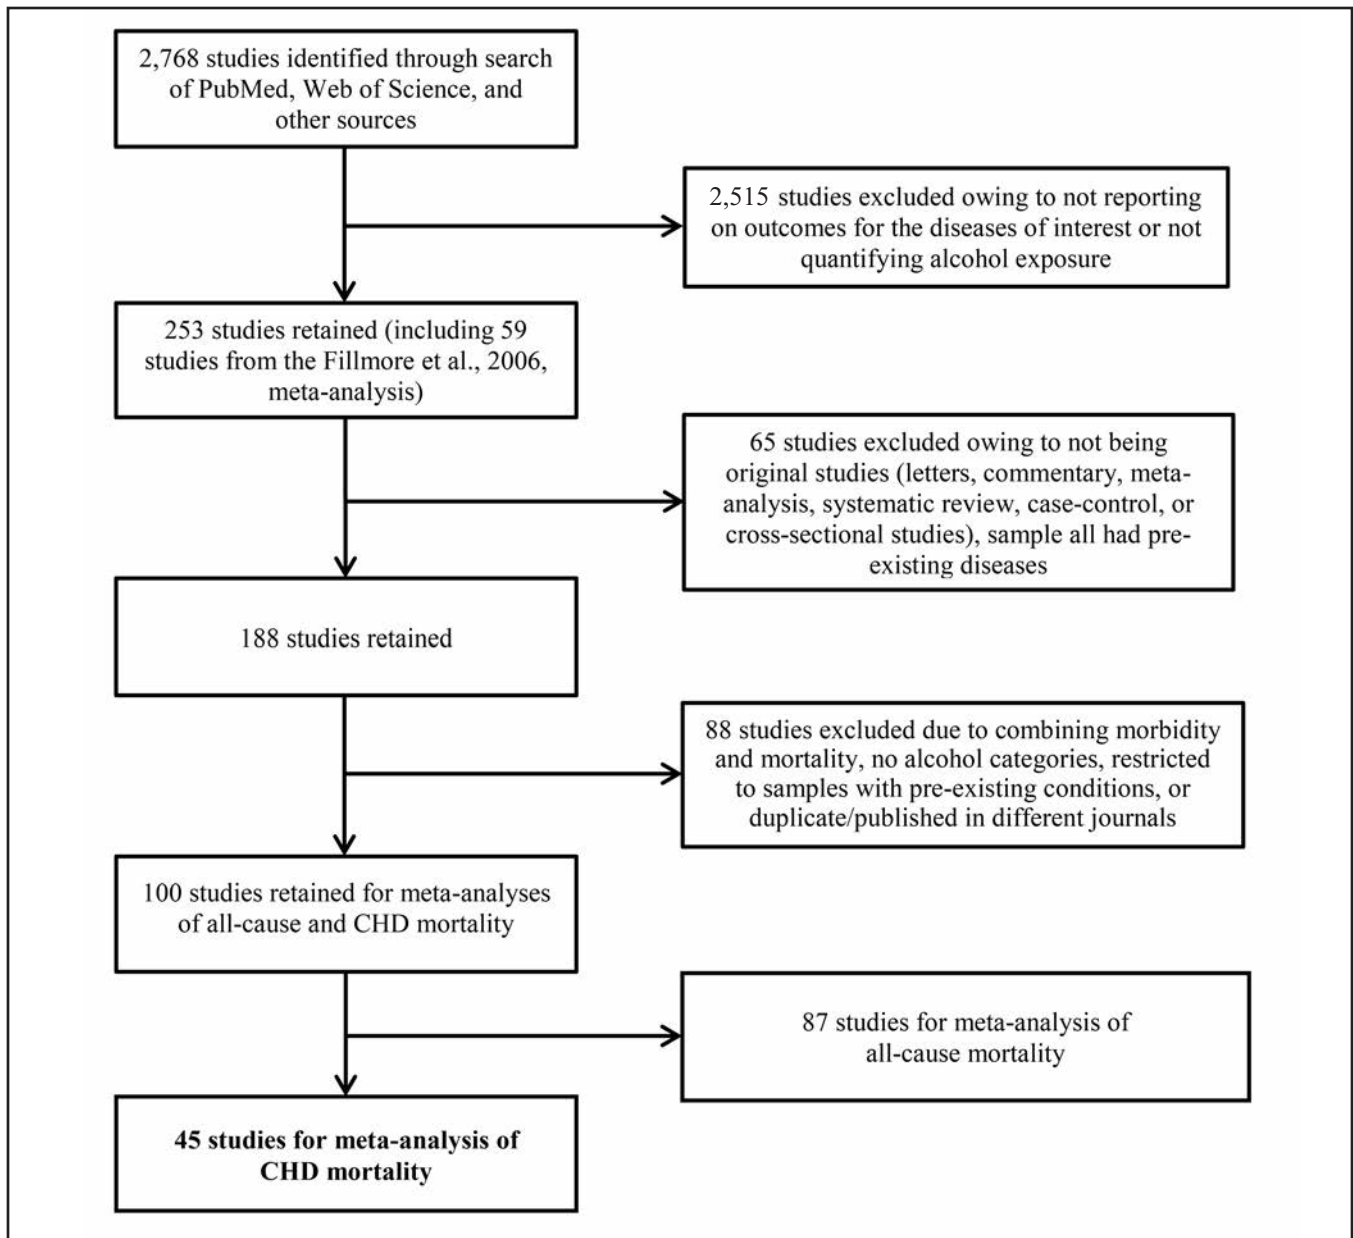 2,768 studies identified through search
of PubMed, Web of Science, and
other sources
2,515 studies excluded owing to not reporting
on outcomes for the diseases of interest or not
quantifying alcohol exposure
253 studies retained (including 59
studies from the Fillmore et al., 2006,
meta-analysis)
65 studies excluded owing to not being
original studies (letters, commentary, meta-
analysis, systematic review, case-control, or
cross-sectional studies), sample all had pre-
existing diseases
188 studies retained
88 studies excluded due to combining morbidity
and mortality, no alcohol categories, restricted
to samples with pre-existing conditions, or
duplicate/published in different journals
100 studies retained for meta-analyses
of all-cause and CHD mortality
87 studies for meta-analysis of
all-cause mortality
45 studies for meta-analysis of
CHD mortality